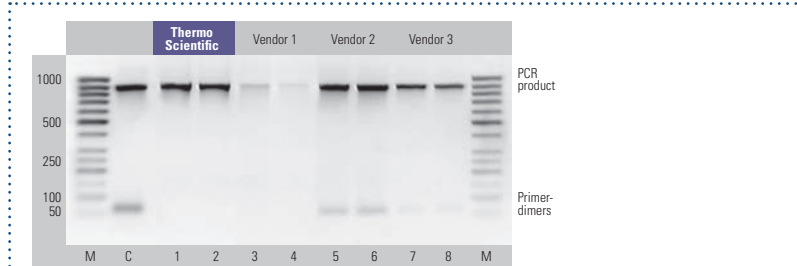 Thermo
Scientific
Vendor 1 Vendor 2 Vendor 3
1000
500
250
100
50
PCR
product
Primer-
dimers
M C 1 2 3 4 5 6 7 8 M